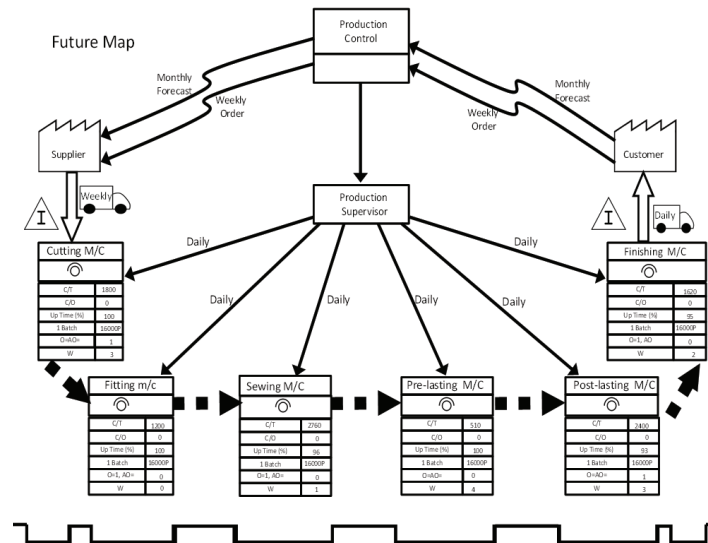 Future Map
Production
Control
Monthly
Forecast
Weekly
Order
Monthly
Forecast
Weekly
Order
Supplier
Customer
I
Weekly
Production
Supervisor
I
Daily
Cutting M/C
C/T 1800
C/O 0
Up Time (%) 100
1 Batch 16000P
O=AO= 1
W 3
Daily
Daily
Daily
Daily
Daily
Finishing M/C
C/T 1620
C/O 0
Up Time (%) 95
1 Batch 16000P
O=1, AO 0
W 2
Fitting m/c
C/T 1200
C/O 0
Up Time (%) 100
1 Batch 16000P
O=1, AO= 0
W 0
Sewing M/C
C/T 2760
C/O 0
Up Time (%) 96
1 Batch 16000P
O=1, AO= 0
W 1
Pre-lasting M/C
C/T 510
C/O 0
Up Time (%) 100
1 Batch 16000P
O=AO= 0
W 4
Post-lasting M/C
C/T 2400
C/O 0
Up Time (%) 93
1 Batch 16000P
O=AO= 1
W 3